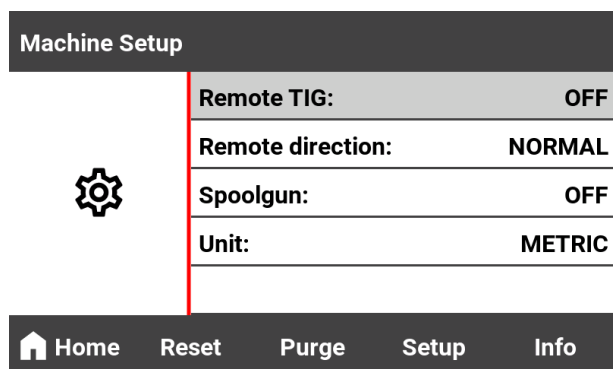 Machine Setup
Remote TIG: OFF
Remote direction: NORMAL
Spoolgun: OFF
Unit: METRIC
Home Reset Purge Setup Info